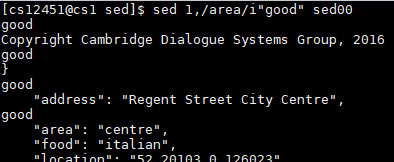 [cs12451@cs1 sed]$ sed 1,/area/i"good" sed00
good
Copyright Cambridge Dialogue Systems Group, 2016
good
}
good
    "address": "Regent Street City Centre",
good
    "area": "centre",
    "food": "italian",
    "location": "52.20103,0.126023"